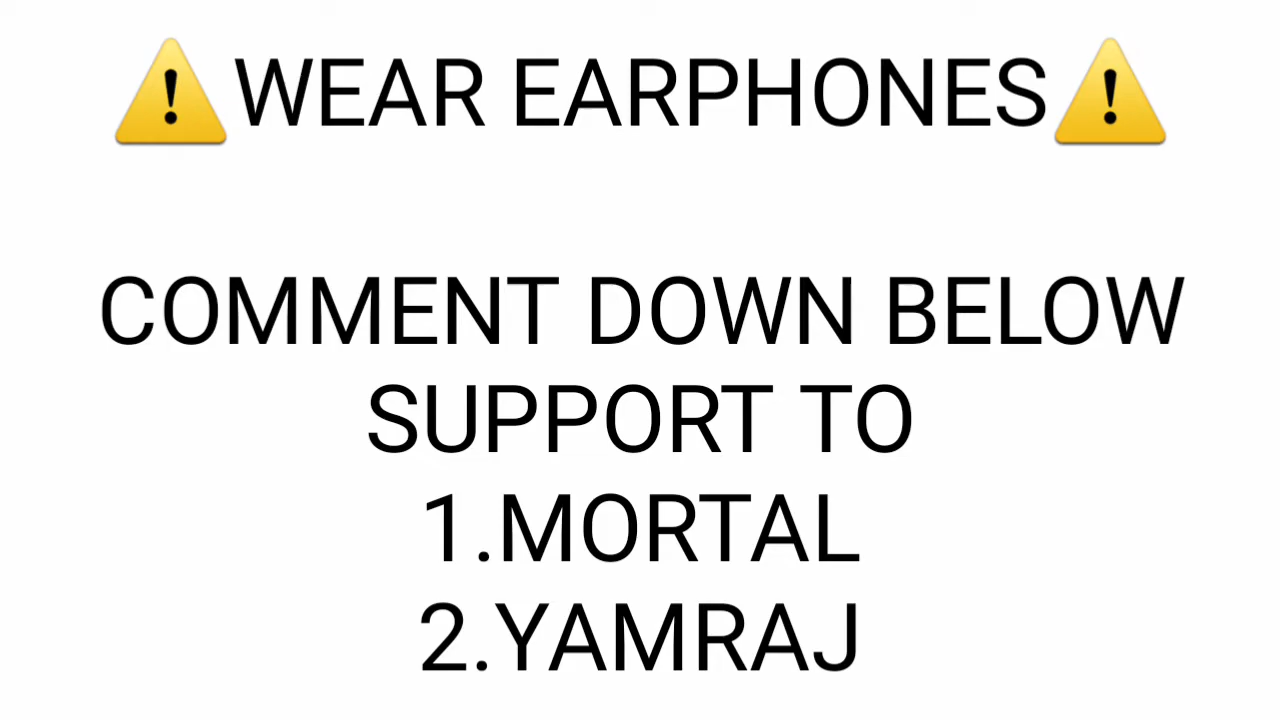 ⚠️WEAR EARPHONES⚠️
COMMENT DOWN BELOW
SUPPORT TO
1.MORTAL
2.YAMRAJ